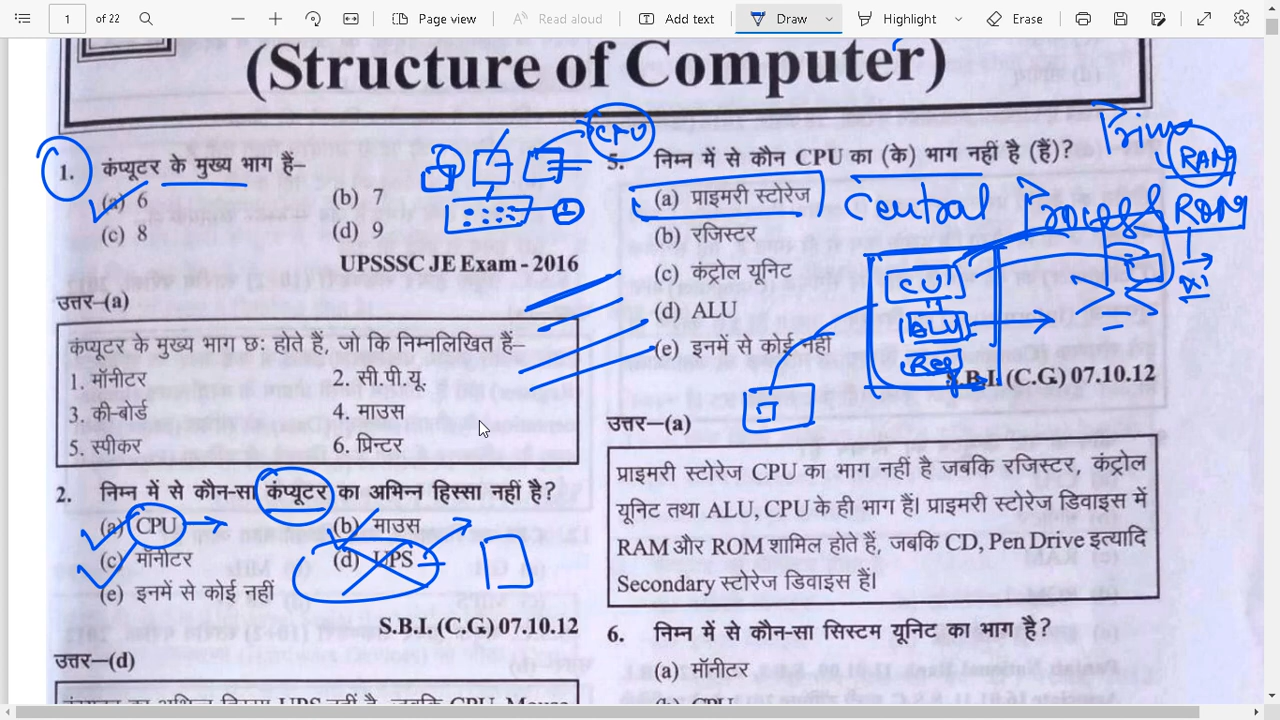 1 of 22 Page view Read aloud Add text Draw Highlight Erase
(Structure of Computer)
1. कंप्यूटर के मुख्य भाग हैं–
(a) 6 (b) 7
(c) 8 (d) 9
UPSSSC JE Exam - 2016
उत्तर–(a)
कंप्यूटर के मुख्य भाग छः होते हैं, जो कि निम्नलिखित हैं–
1. मॉनीटर 2. सी.पी.यू.
3. की-बोर्ड 4. माउस
5. स्पीकर 6. प्रिन्टर
2. निम्न में से कौन-सा कंप्यूटर का अभिन्न हिस्सा नहीं है?
(a) CPU (b) माउस
(c) मॉनीटर (d) UPS
(e) इनमें से कोई नहीं
S.B.I. (C.G.) 07.10.12
उत्तर–(d)
CPU
5. निम्न में से कौन CPU का (के) भाग नहीं है (हैं)?
(a) प्राइमरी स्टोरेज
(b) रजिस्टर
(c) कंट्रोल यूनिट
(d) ALU
(e) इनमें से कोई नहीं
S.B.I. (C.G.) 07.10.12
RAM
Central
ROM
CU
ALU
Reg
उत्तर–(a)
प्राइमरी स्टोरेज CPU का भाग नहीं है जबकि रजिस्टर, कंट्रोल
यूनिट तथा ALU, CPU के ही भाग हैं। प्राइमरी स्टोरेज डिवाइस में
RAM और ROM शामिल होते हैं, जबकि CD, Pen Drive इत्यादि
Secondary स्टोरेज डिवाइस हैं।
6. निम्न में से कौन-सा सिस्टम यूनिट का भाग है?
(a) मॉनीटर